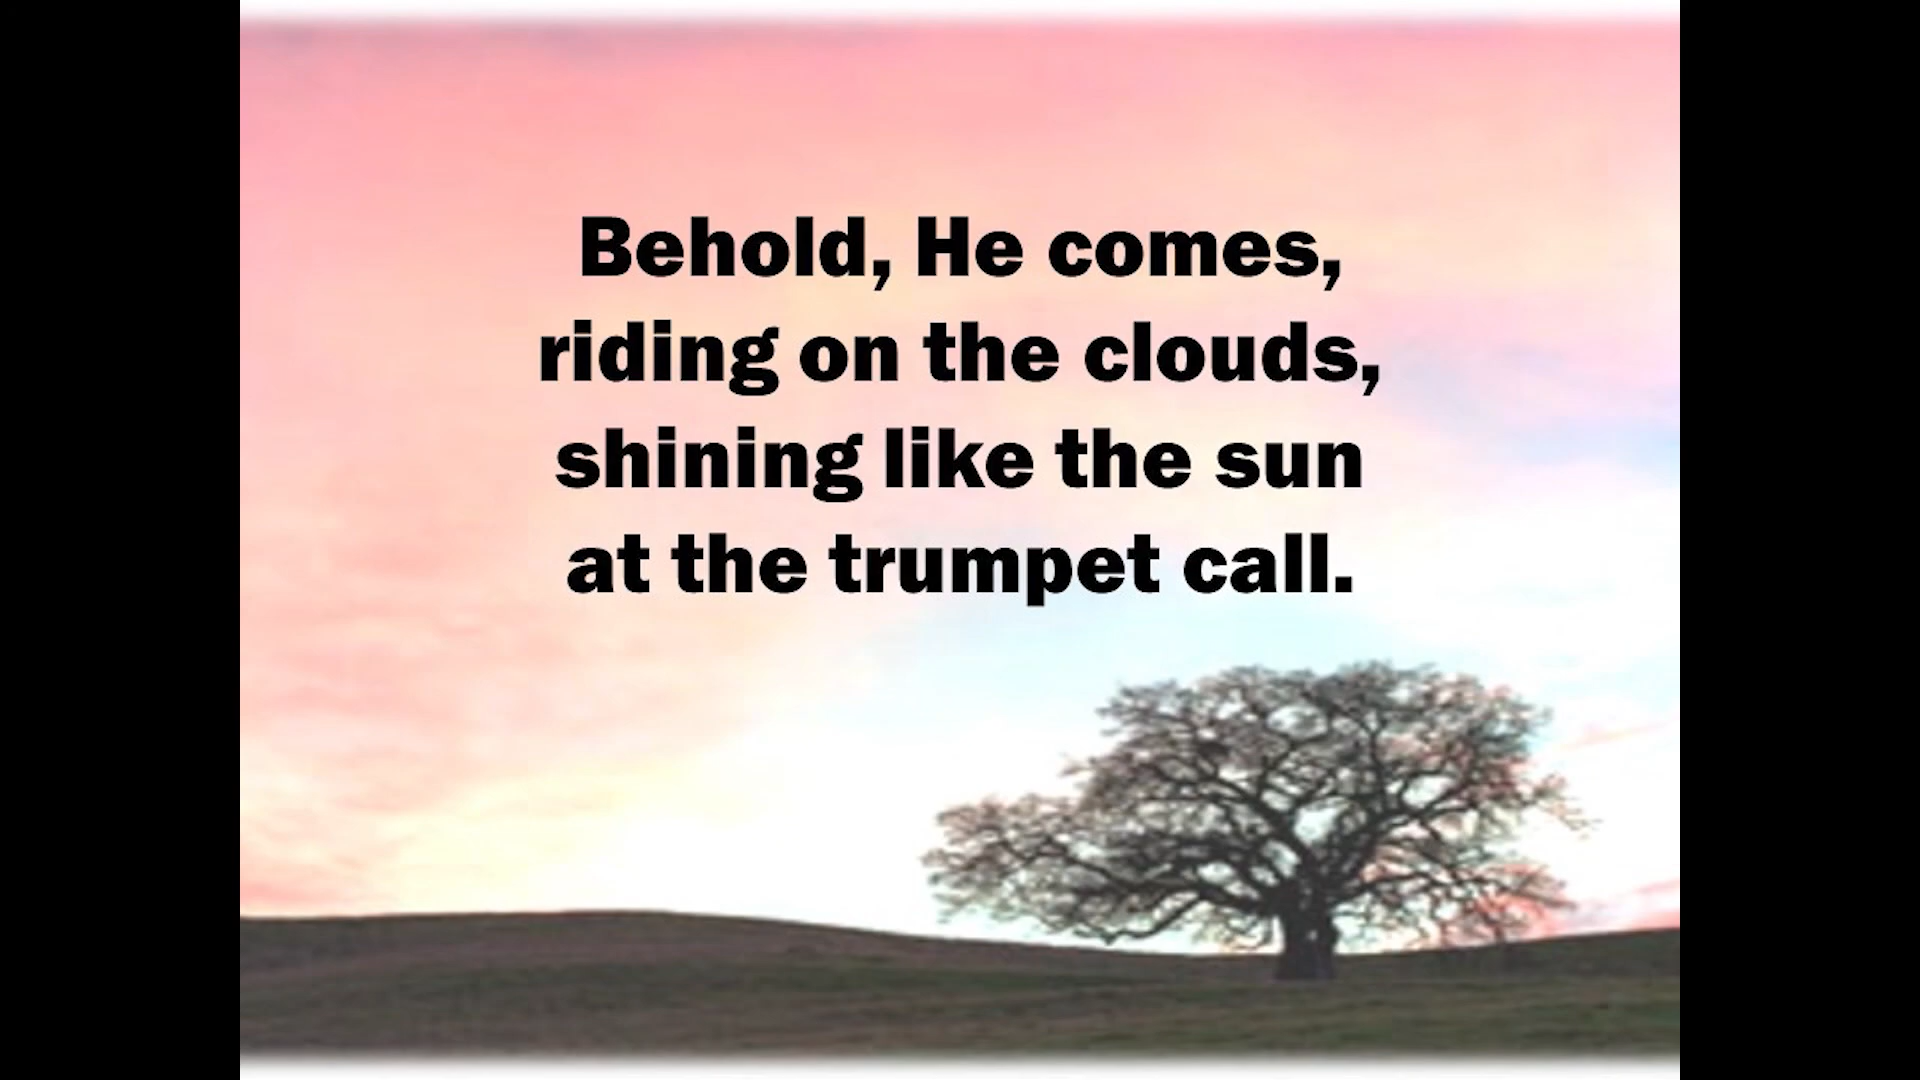 Behold, He comes,
riding on the clouds,
shining like the sun
at the trumpet call.